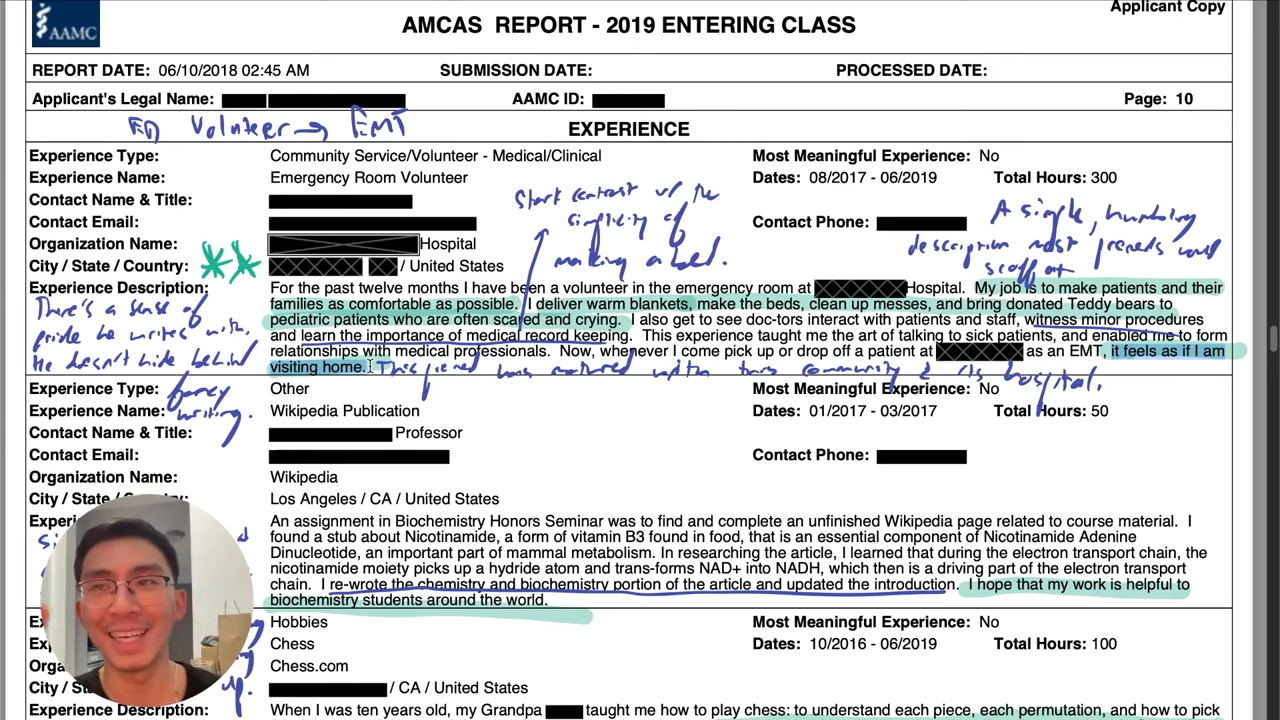 AAMC
AMCAS REPORT - 2019 ENTERING CLASS
Applicant Copy
REPORT DATE: 06/10/2018 02:45 AM SUBMISSION DATE: PROCESSED DATE:
Applicant's Legal Name: AAMC ID: Page: 10
ED Volunteer → EMT
EXPERIENCE
Experience Type: Community Service/Volunteer - Medical/Clinical Most Meaningful Experience: No
Experience Name: Emergency Room Volunteer Dates: 08/2017 - 06/2019 Total Hours: 300
Contact Name & Title:
Contact Email: Contact Phone:
Organization Name: Hospital
City / State / Country: / United States
Start contrast w/ the
simplicity of
making a bed.
A simple, humbling
description most premeds would
scoff at
Experience Description: For the past twelve months I have been a volunteer in the emergency room at Hospital. My job is to make patients and their
families as comfortable as possible. I deliver warm blankets, make the beds, clean up messes, and bring donated Teddy bears to
pediatric patients who are often scared and crying. I also get to see doc-tors interact with patients and staff, witness minor procedures
and learn the importance of medical record keeping. This experience taught me the art of talking to sick patients, and enabled me to form
relationships with medical professionals. Now, whenever I come pick up or drop off a patient at as an EMT, it feels as if I am
visiting home.
There's a sense of
pride he writes with.
He doesn't hide behind
fancy
writing.
This premed has matured with this community & its hospital.
Experience Type: Other Most Meaningful Experience: No
Experience Name: Wikipedia Publication Dates: 01/2017 - 03/2017 Total Hours: 50
Contact Name & Title: Professor
Contact Email: Contact Phone:
Organization Name: Wikipedia
City / State / Los Angeles / CA / United States
Experi An assignment in Biochemistry Honors Seminar was to find and complete an unfinished Wikipedia page related to course material. I
found a stub about Nicotinamide, a form of vitamin B3 found in food, that is an essential component of Nicotinamide Adenine
Dinucleotide, an important part of mammal metabolism. In researching the article, I learned that during the electron transport chain, the
nicotinamide moiety picks up a hydride atom and trans-forms NAD+ into NADH, which then is a driving part of the electron transport
chain. I re-wrote the chemistry and biochemistry portion of the article and updated the introduction. I hope that my work is helpful to
biochemistry students around the world.
Exp Hobbies Most Meaningful Experience: No
Exp Chess Dates: 10/2016 - 06/2019 Total Hours: 100
Orga Chess.com
City / St / CA / United States
Experience Description: When I was ten years old, my Grandpa taught me how to play chess: to understand each piece, each permutation, and how to pick